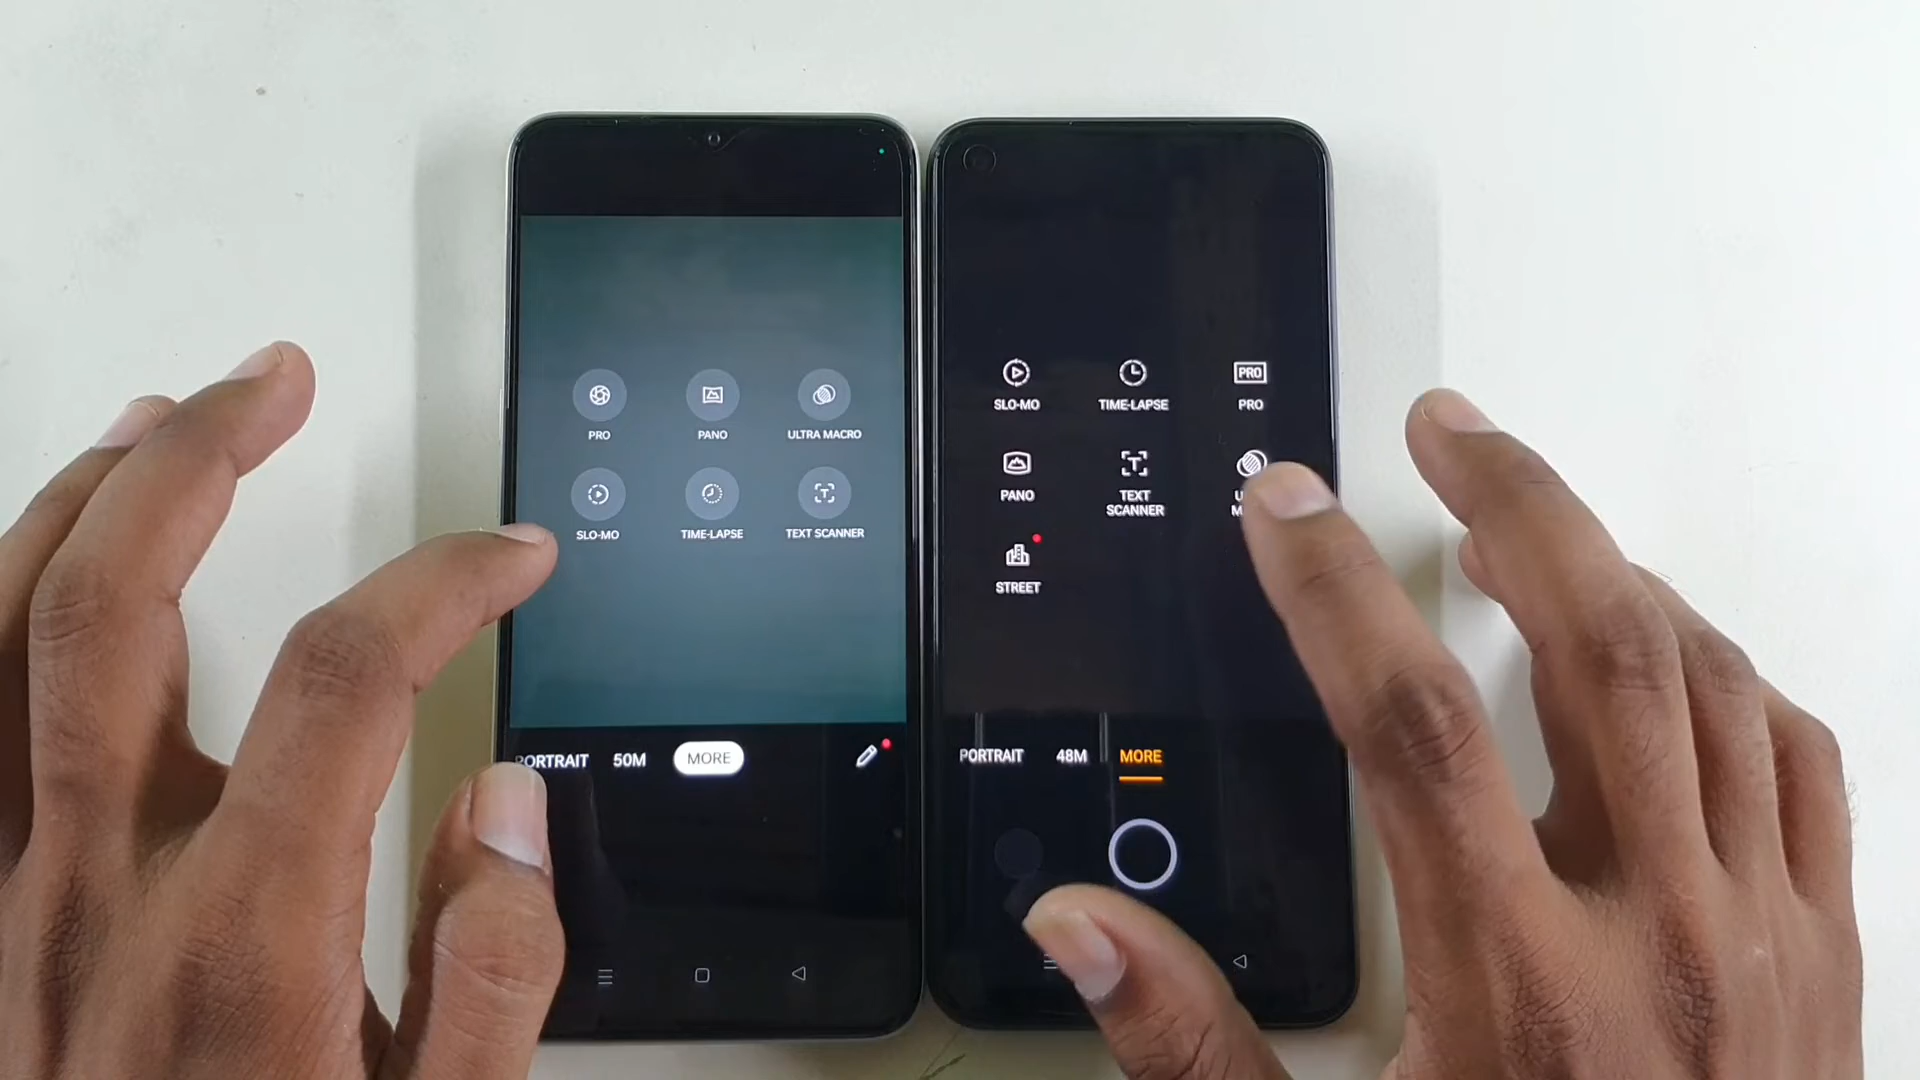 PRO PANO ULTRA MACRO
SLO-MO TIME-LAPSE TEXT SCANNER
PORTRAIT 50M MORE
SLO-MO TIME-LAPSE PRO
PRO
PANO TEXT
SCANNER
STREET
PORTRAIT 48M MORE